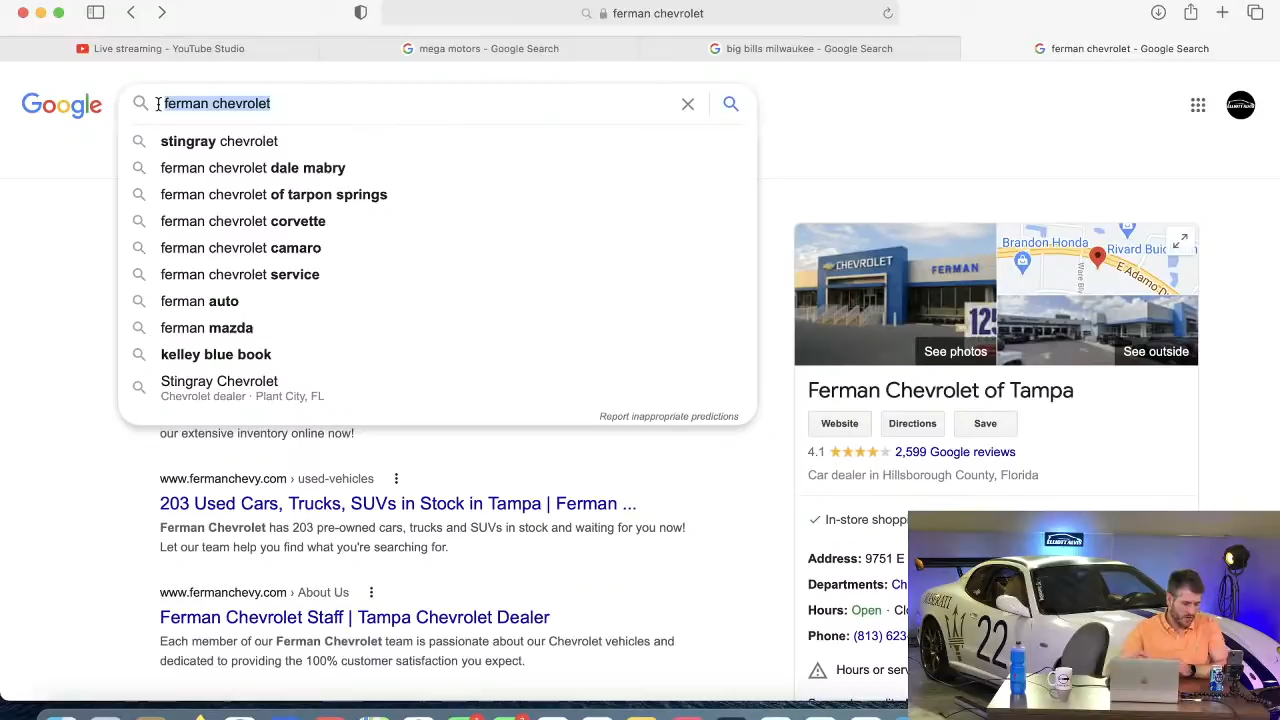 ferman chevrolet
Live streaming - YouTube Studio
mega motors - Google Search
big bills milwaukee - Google Search
ferman chevrolet - Google Search
Google
ferman chevrolet
stingray chevrolet
ferman chevrolet dale mabry
ferman chevrolet of tarpon springs
ferman chevrolet corvette
ferman chevrolet camaro
ferman chevrolet service
ferman auto
ferman mazda
kelley blue book
Stingray Chevrolet
Chevrolet dealer · Plant City, FL
Report inappropriate predictions
our extensive inventory online now!
www.fermanchevy.com › used-vehicles
203 Used Cars, Trucks, SUVs in Stock in Tampa | Ferman ...
Ferman Chevrolet has 203 pre-owned cars, trucks and SUVs in stock and waiting for you now!
Let our team help you find what you're searching for.
www.fermanchevy.com › About Us
Ferman Chevrolet Staff | Tampa Chevrolet Dealer
Each member of our Ferman Chevrolet team is passionate about our Chevrolet vehicles and
dedicated to providing the 100% customer satisfaction you expect.
CHEVROLET FERMAN
125
See photos
Brandon Honda
Rivard Buic
Ware Blv
E Adamo D
See outside
Ferman Chevrolet of Tampa
Website
Directions
Save
4.1 2,599 Google reviews
Car dealer in Hillsborough County, Florida
In-store shopp
Address: 9751 E
Departments: Ch
Hours: Open · Clo
Phone: (813) 623
Hours or serv
MASERATI
22